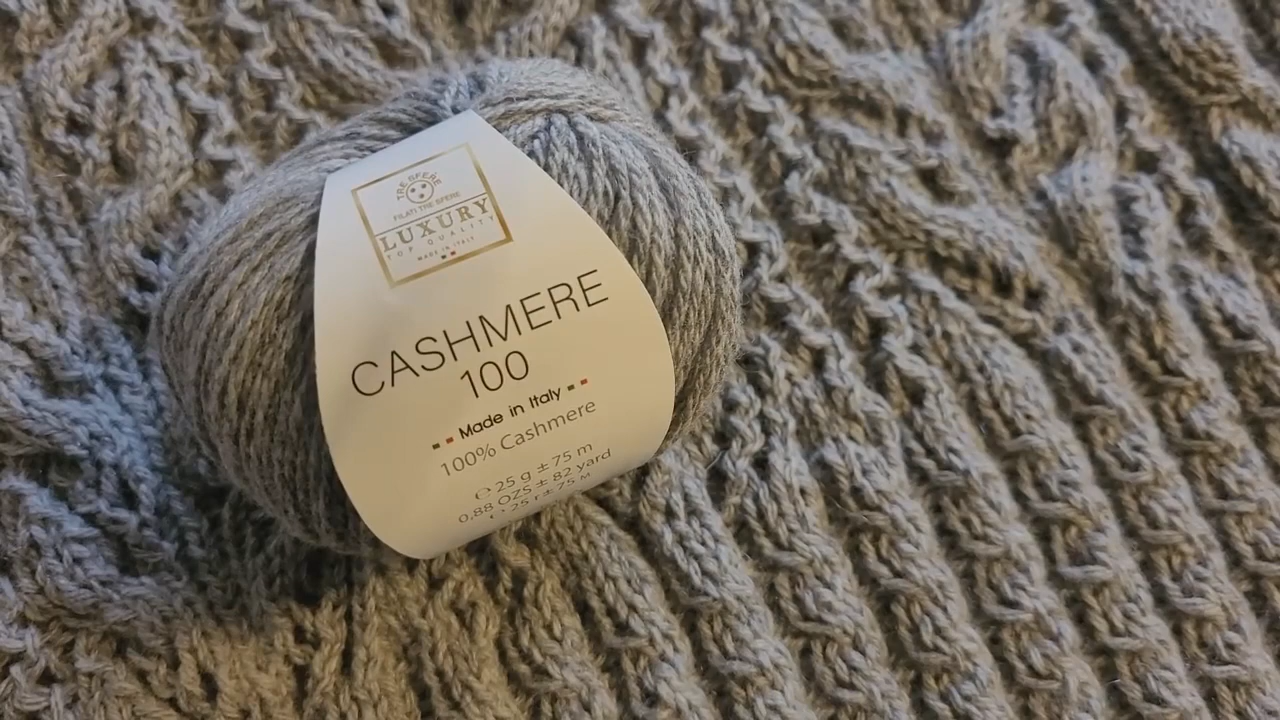 TRE SFERE
FILATI TRE SFERE
LUXURY
TOP OF QUALITY
MADE IN ITALY
CASHMERE
100
Made in Italy
100% Cashmere
℮ 25 g ± 75 m
0,88 OZS ± 82 yard